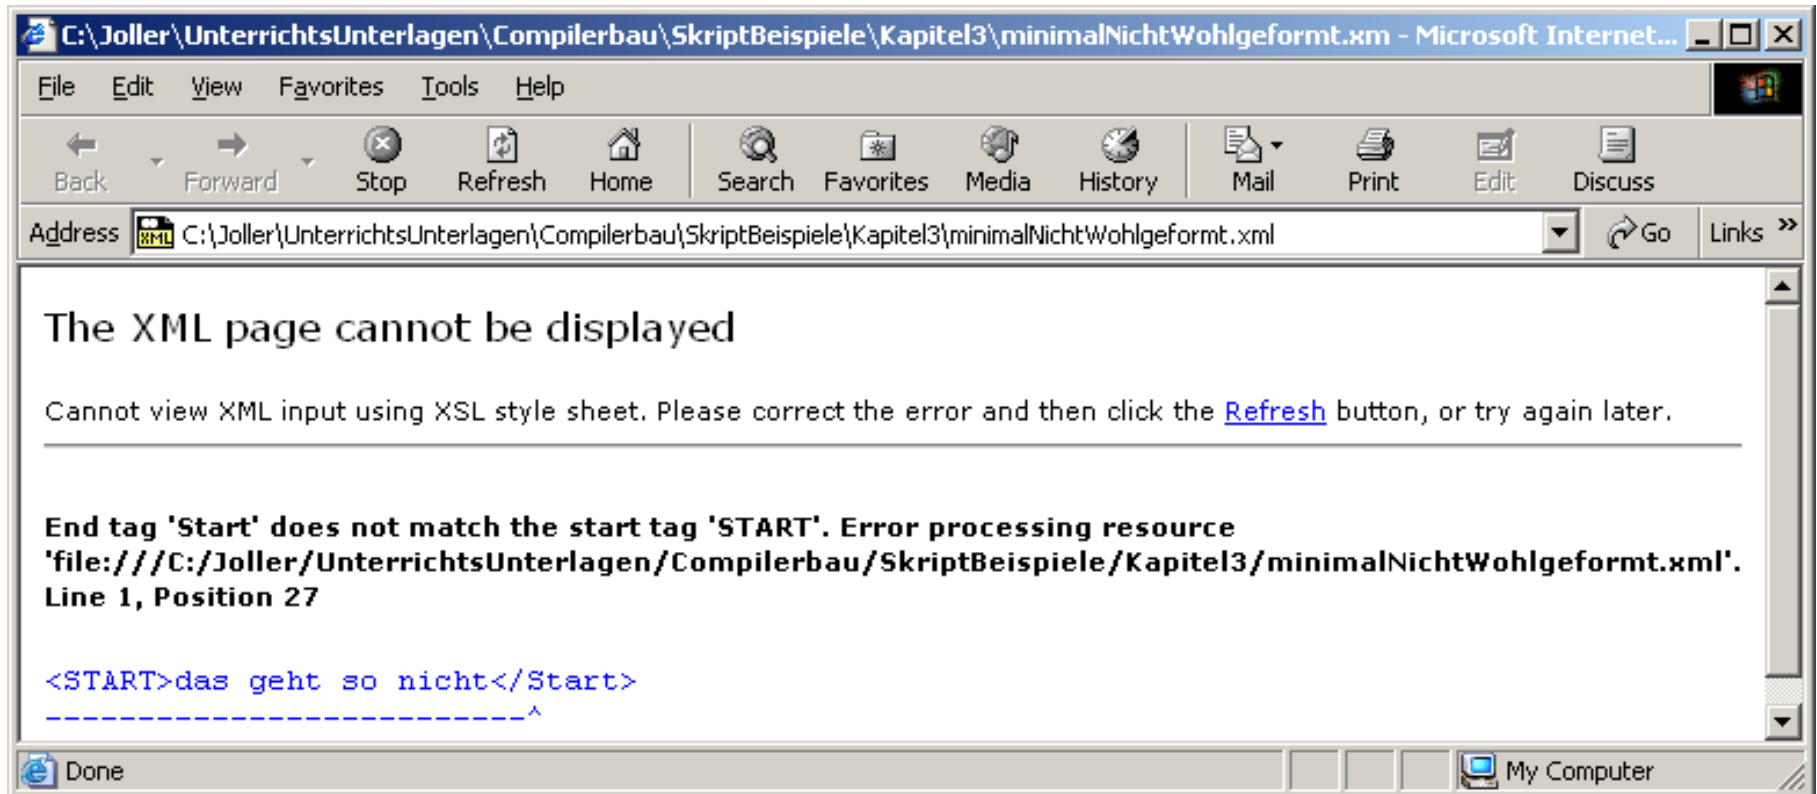 C:\Joller\UnterrichtsUnterlagen\Compilerbau\SkriptBeispiele\Kapitel3\minimalNichtWohlgeformt.xm - Microsoft Internet...
File Edit View Favorites Tools Help
Back Forward Stop Refresh Home Search Favorites Media History Mail Print Edit Discuss
Address XML C:\Joller\UnterrichtsUnterlagen\Compilerbau\SkriptBeispiele\Kapitel3\minimalNichtWohlgeformt.xml Go Links »
The XML page cannot be displayed
Cannot view XML input using XSL style sheet. Please correct the error and then click the Refresh button, or try again later.
End tag 'Start' does not match the start tag 'START'. Error processing resource
'file:///C:/Joller/UnterrichtsUnterlagen/Compilerbau/SkriptBeispiele/Kapitel3/minimalNichtWohlgeformt.xml'.
Line 1, Position 27
<START>das geht so nicht</Start>
--------------------------^
Done My Computer